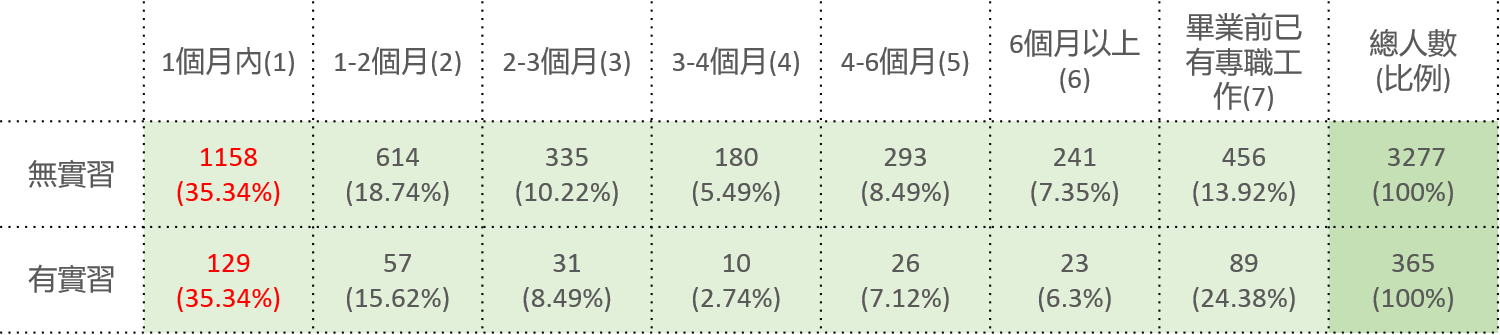 1個月內(1) 1-2個月(2) 2-3個月(3) 3-4個月(4) 4-6個月(5) 6個月以上 畢業前已 總人數
(6) 有專職工 (比例)
作(7)
無實習 1158 614 335 180 293 241 456 3277
(35.34%) (18.74%) (10.22%) (5.49%) (8.49%) (7.35%) (13.92%) (100%)
有實習 129 57 31 10 26 23 89 365
(35.34%) (15.62%) (8.49%) (2.74%) (7.12%) (6.3%) (24.38%) (100%)